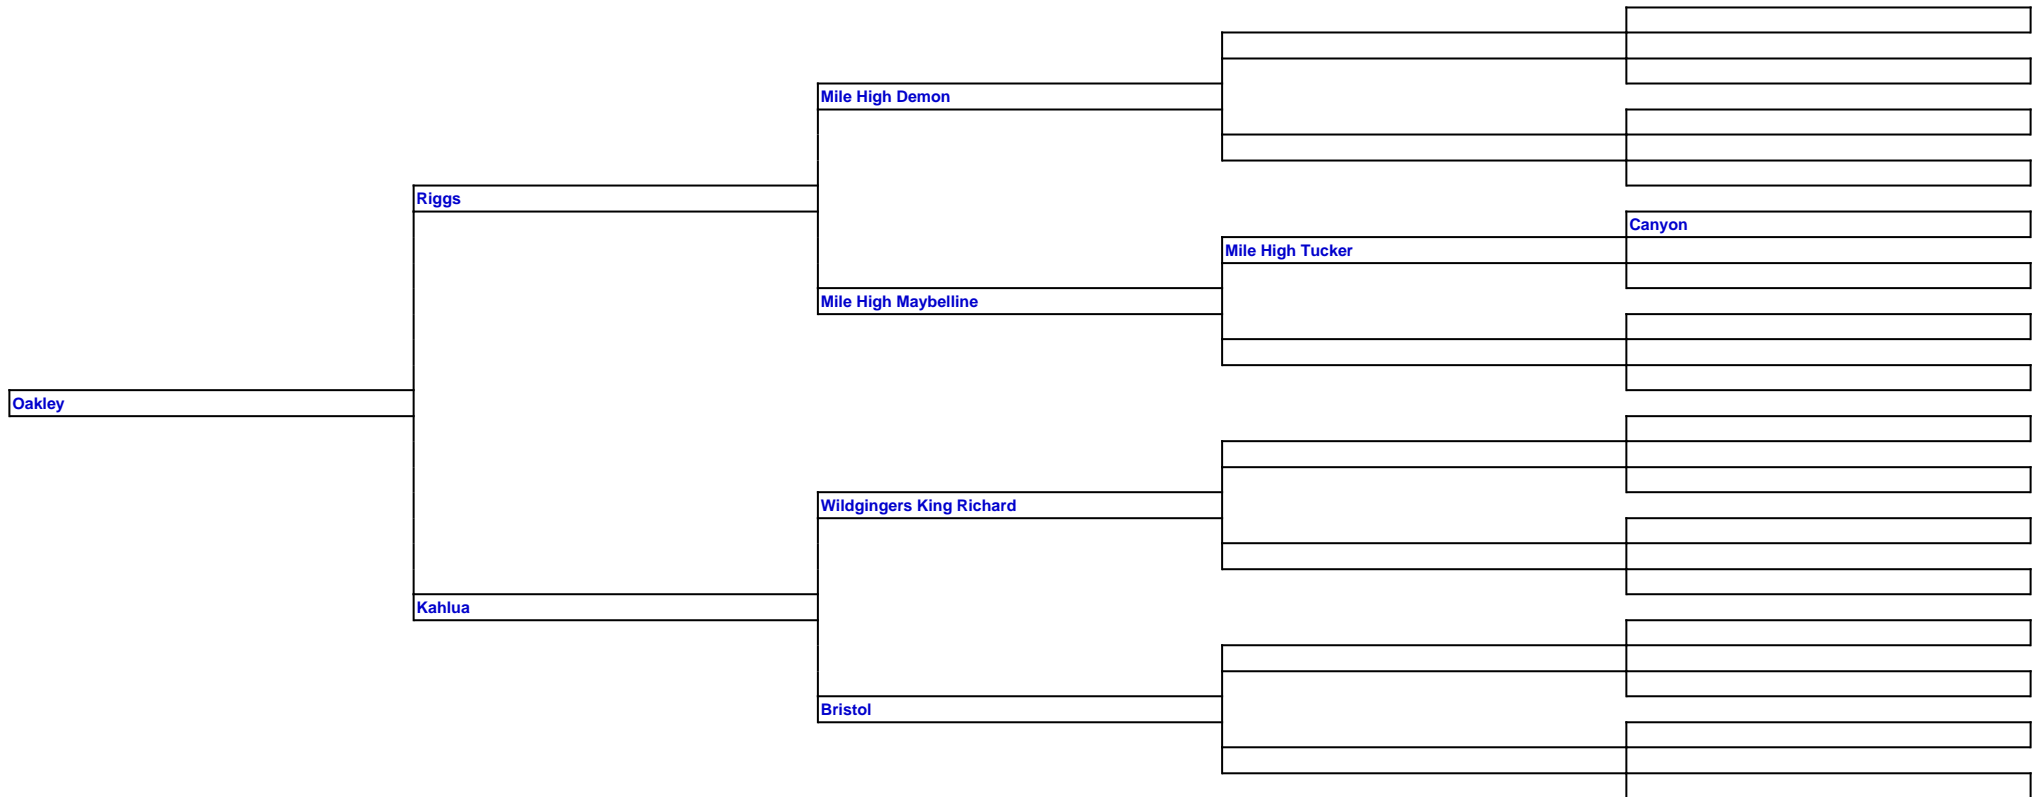 Mile High Demon
Riggs
Canyon
Mile High Tucker
Mile High Maybelline
Oakley
Wildgingers King Richard
Kahlua
Bristol